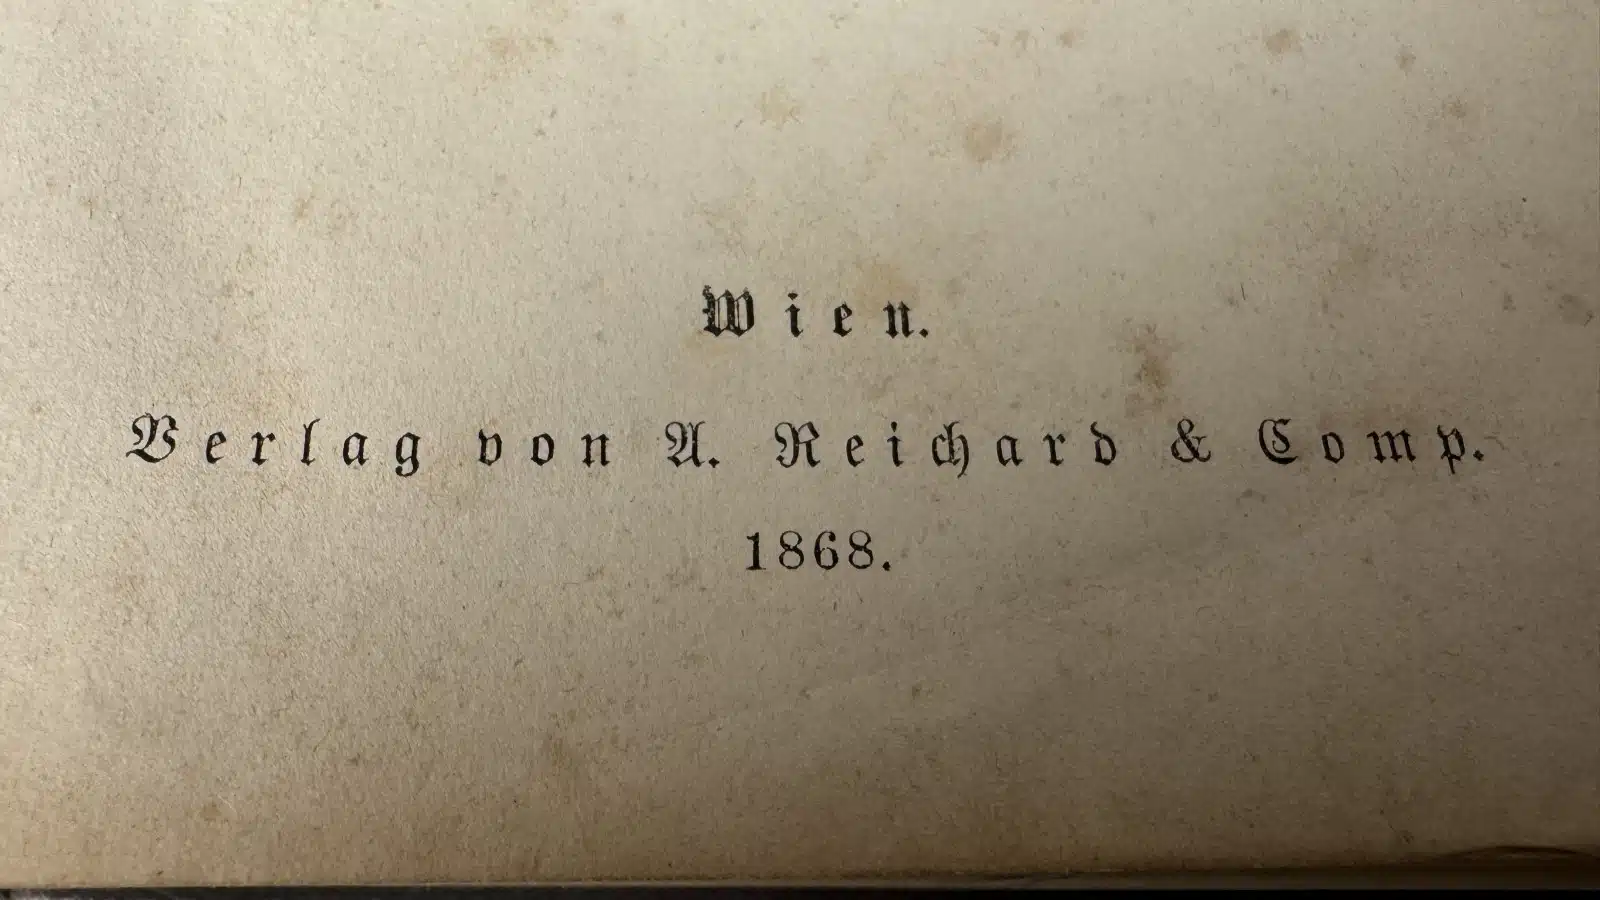 Wien.
Verlag von A. Reichard & Comp.
1868.